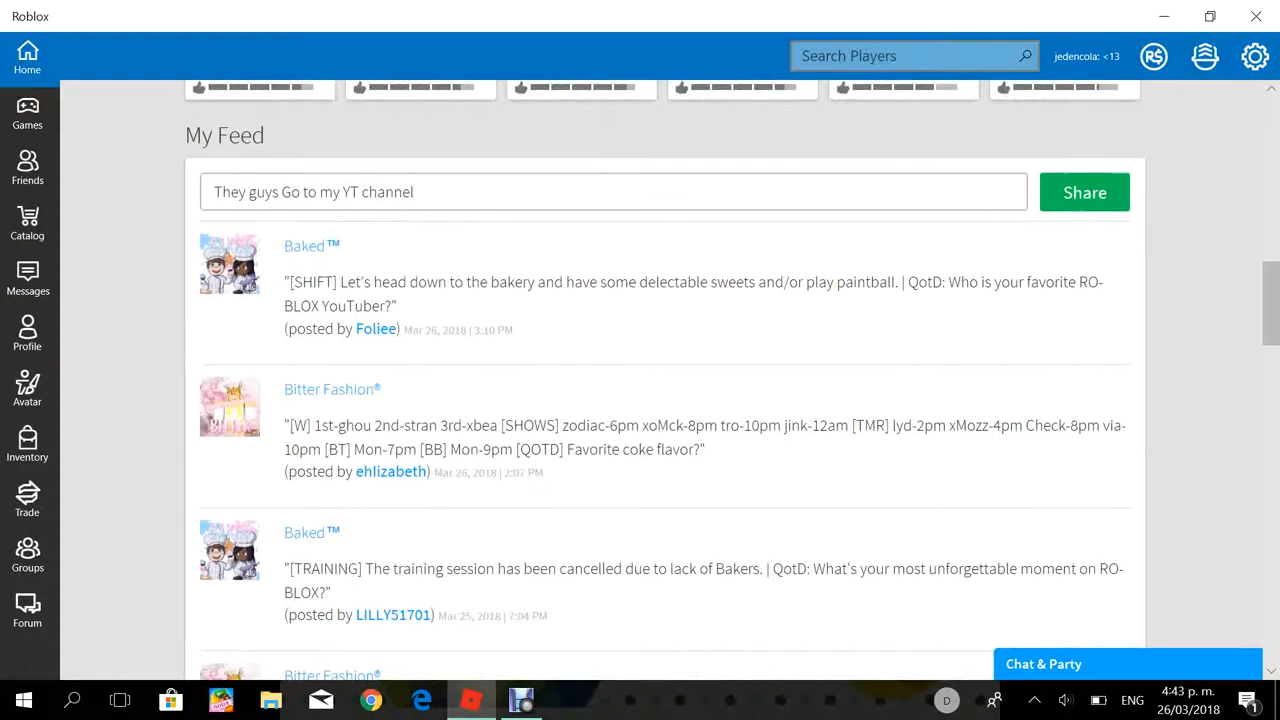 Roblox
Home
Search Players
jedencola: <13
R$
Games
Friends
Catalog
Messages
Profile
Avatar
Inventory
Trade
Groups
Forum
My Feed
They guys Go to my YT channel
Share
Baked™
"[SHIFT] Let's head down to the bakery and have some delectable sweets and/or play paintball. | QotD: Who is your favorite RO-
BLOX YouTuber?"
(posted by Foliee) Mar 26, 2018 | 3:10 PM
Bitter Fashion®
"[W] 1st-ghou 2nd-stran 3rd-xbea [SHOWS] zodiac-6pm xoMck-8pm tro-10pm jink-12am [TMR] lyd-2pm xMozz-4pm Check-8pm via-
10pm [BT] Mon-7pm [BB] Mon-9pm [QOTD] Favorite coke flavor?"
(posted by ehlizabeth) Mar 26, 2018 | 2:07 PM
Baked™
"[TRAINING] The training session has been cancelled due to lack of Bakers. | QotD: What's your most unforgettable moment on RO-
BLOX?"
(posted by LILLY51701) Mar 25, 2018 | 7:04 PM
Bitter Fashion®
Chat & Party
D
ENG
4:43 p. m.
26/03/2018
1